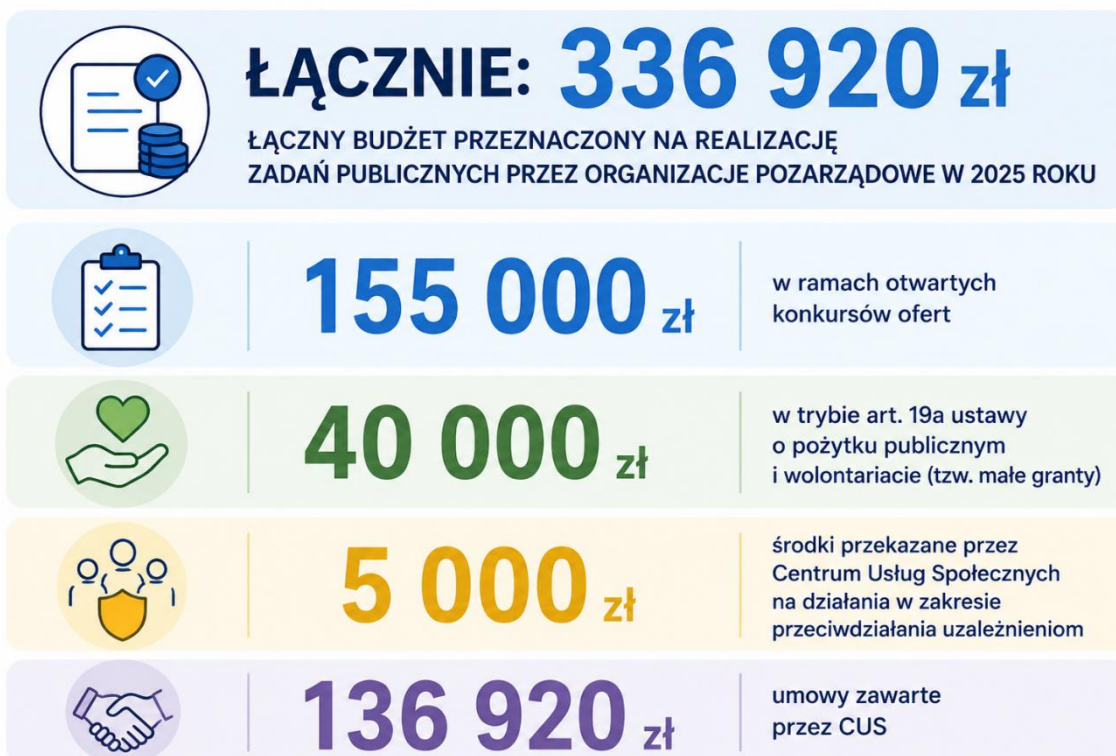 ŁĄCZNIE: 336 920 zł
ŁĄCZNY BUDŻET PRZEZNACZONY NA REALIZACJĘ
ZADAŃ PUBLICZNYCH PRZEZ ORGANIZACJE POZARZĄDOWE W 2025 ROKU
155 000 zł
w ramach otwartych
konkursów ofert
40 000 zł
w trybie art. 19a ustawy
o pożytku publicznym
i wolontariacie (tzw. małe granty)
5 000 zł
środki przekazane przez
Centrum Usług Społecznych
na działania w zakresie
przeciwdziałania uzależnieniom
136 920 zł
umowy zawarte
przez CUS